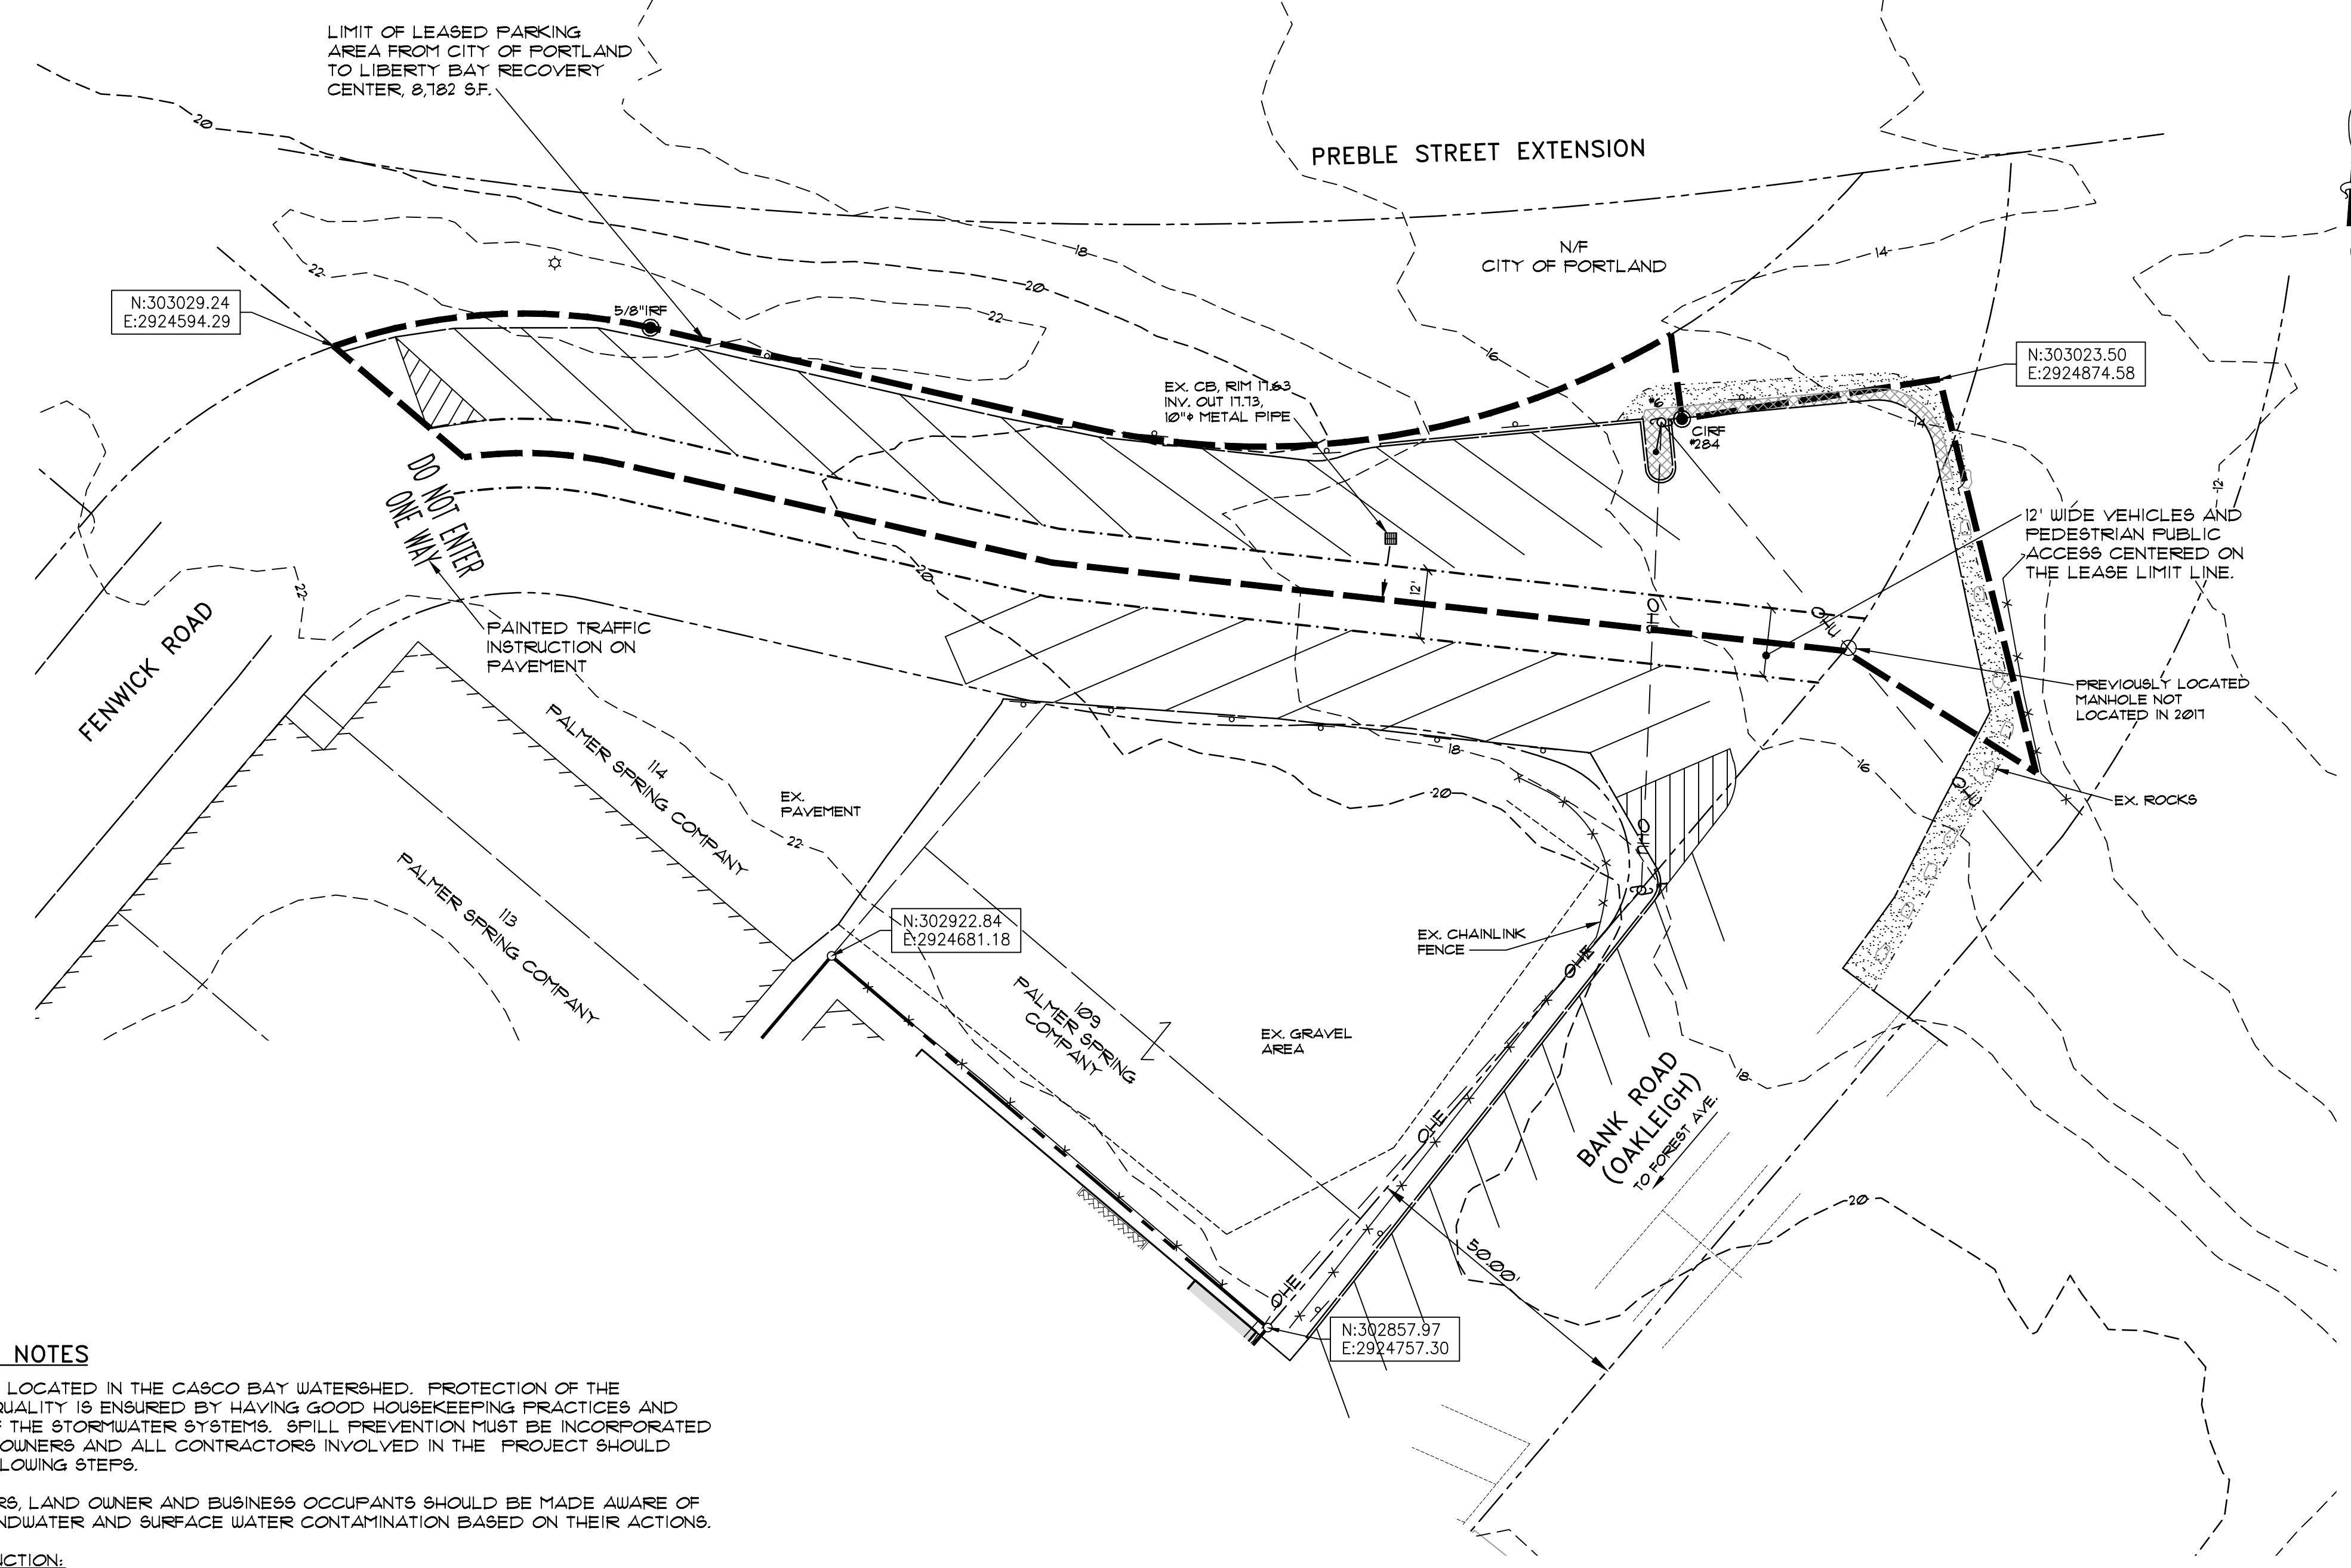 LIMIT OF LEASED PARKING
AREA FROM CITY OF PORTLAND
TO LIBERTY BAY RECOVERY
CENTER, 8,782 S.F.
PREBLE STREET EXTENSION
N/F
CITY OF PORTLAND
20
18
20
22
22
14
16
N:303029.24
E:2924594.29
5/8"IRF
N:303023.50
E:2924874.58
EX. CB, RIM 17.63
INV. OUT 17.73,
10"ϕ METAL PIPE
#6
CIRF
#284
14
12
DO NOT ENTER
ONE WAY
12' WIDE VEHICLES AND
PEDESTRIAN PUBLIC
ACCESS CENTERED ON
THE LEASE LIMIT LINE.
20
12'
OHU
OHU
22
FENWICK ROAD
PAINTED TRAFFIC
INSTRUCTION ON
PAVEMENT
PREVIOUSLY LOCATED
MANHOLE NOT
LOCATED IN 2017
114
PALMER SPRING COMPANY
EX.
PAVEMENT
22
18
20
16
OHU
OHU
EX. ROCKS
113
PALMER SPRING COMPANY
N:302922.84
E:2924681.18
EX. CHAINLINK
FENCE
OHE
109
PALMER SPRING
COMPANY
EX. GRAVEL
AREA
OHE
18
BANK ROAD
(OAKLEIGH)
TO FOREST AVE.
20
50.00'
OHE
N:302857.97
E:2924757.30
NOTES
LOCATED IN THE CASCO BAY WATERSHED. PROTECTION OF THE
QUALITY IS ENSURED BY HAVING GOOD HOUSEKEEPING PRACTICES AND
THE STORMWATER SYSTEMS. SPILL PREVENTION MUST BE INCORPORATED
OWNERS AND ALL CONTRACTORS INVOLVED IN THE PROJECT SHOULD
LOWING STEPS.
RS, LAND OWNER AND BUSINESS OCCUPANTS SHOULD BE MADE AWARE OF
NDWATER AND SURFACE WATER CONTAMINATION BASED ON THEIR ACTIONS.
UCTION: